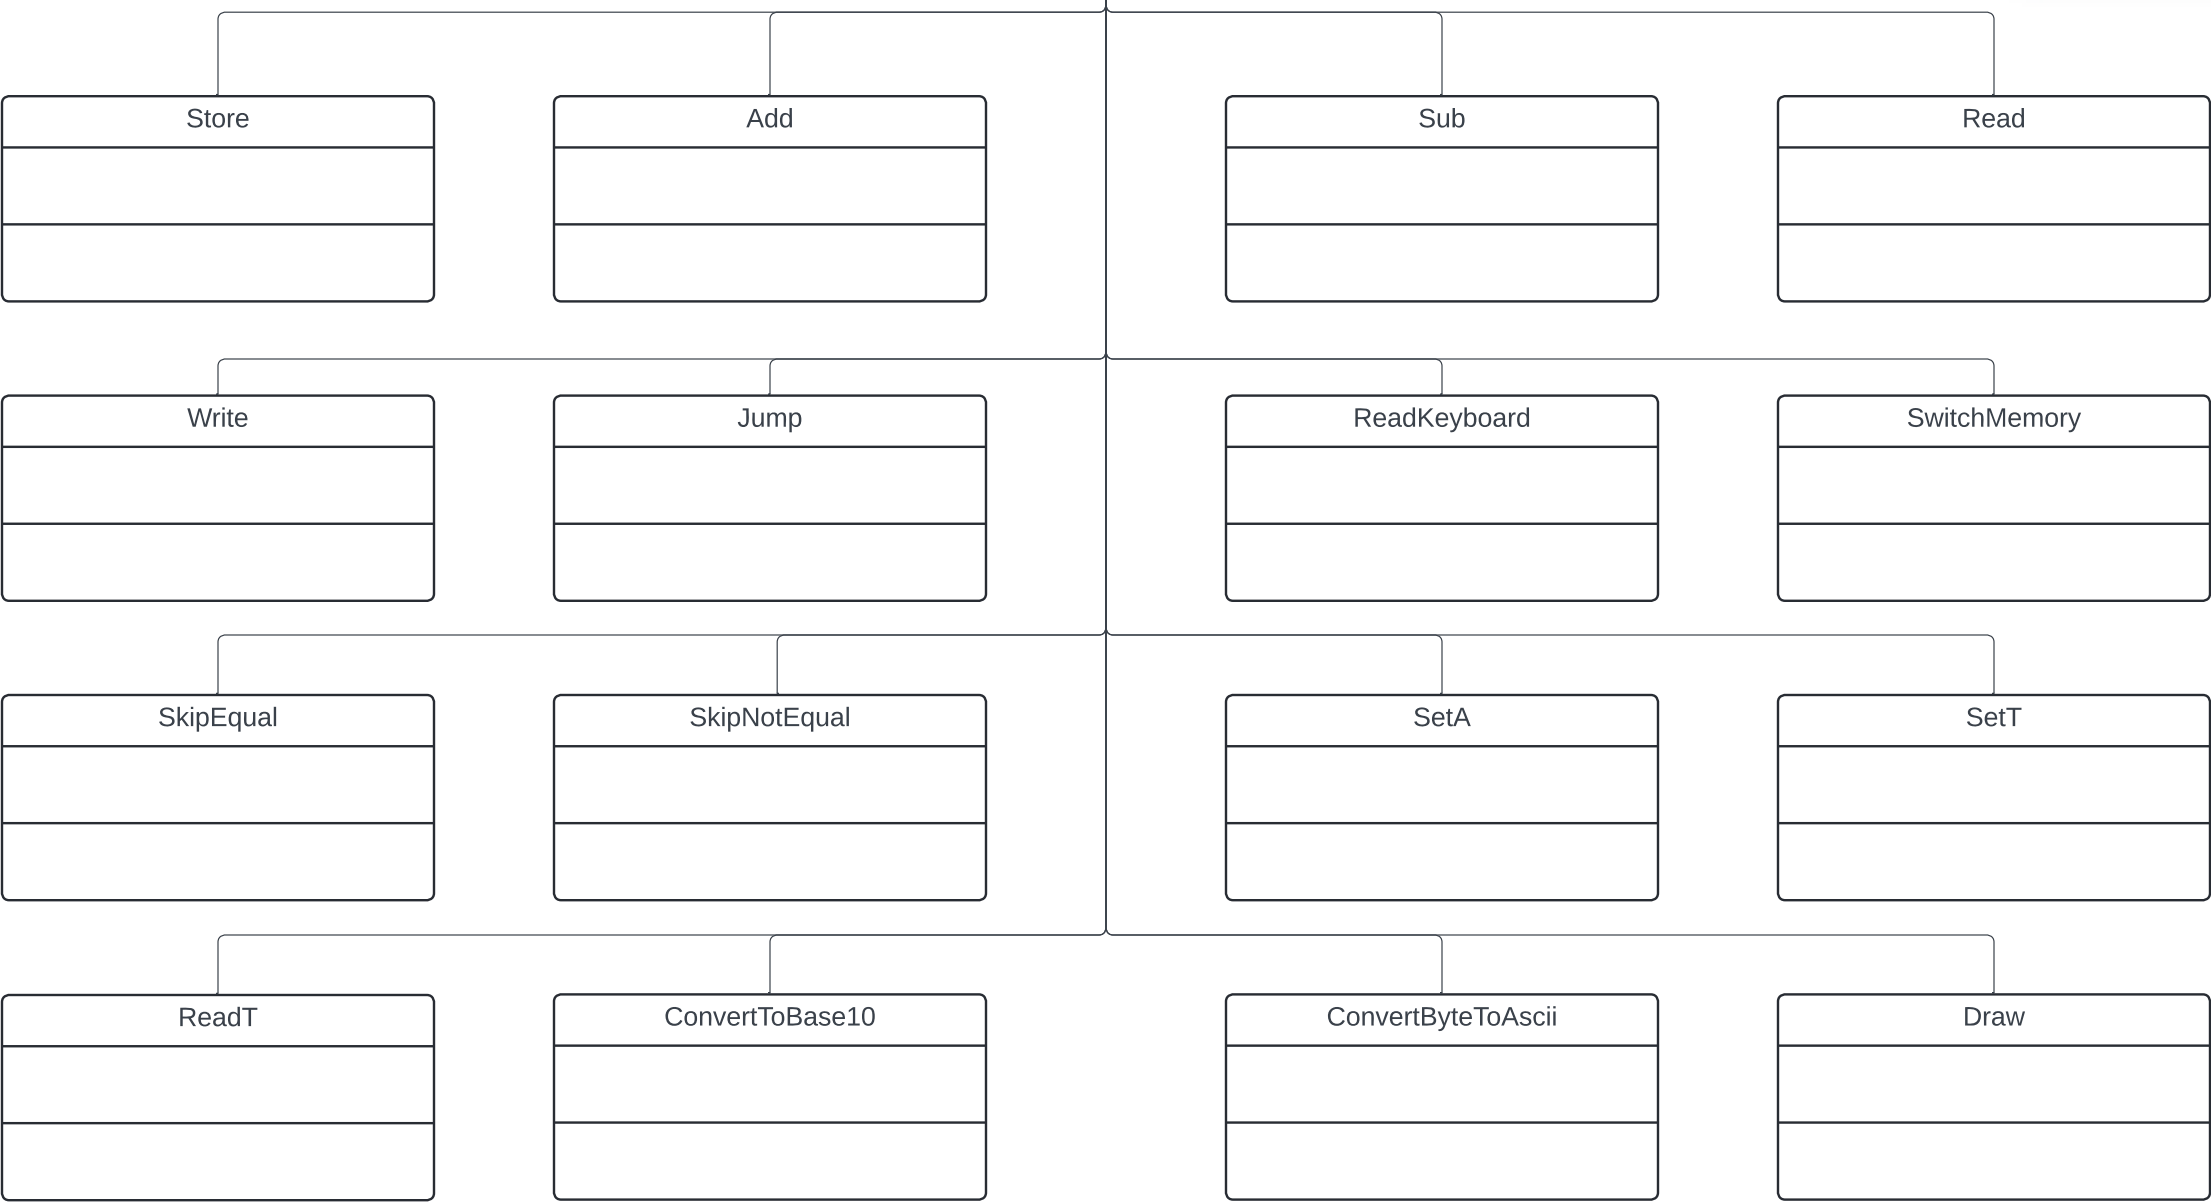 Store
Add
Sub
Read
Write
Jump
ReadKeyboard
SwitchMemory
SkipEqual
SkipNotEqual
SetA
SetT
ReadT
ConvertToBase10
ConvertByteToAscii
Draw